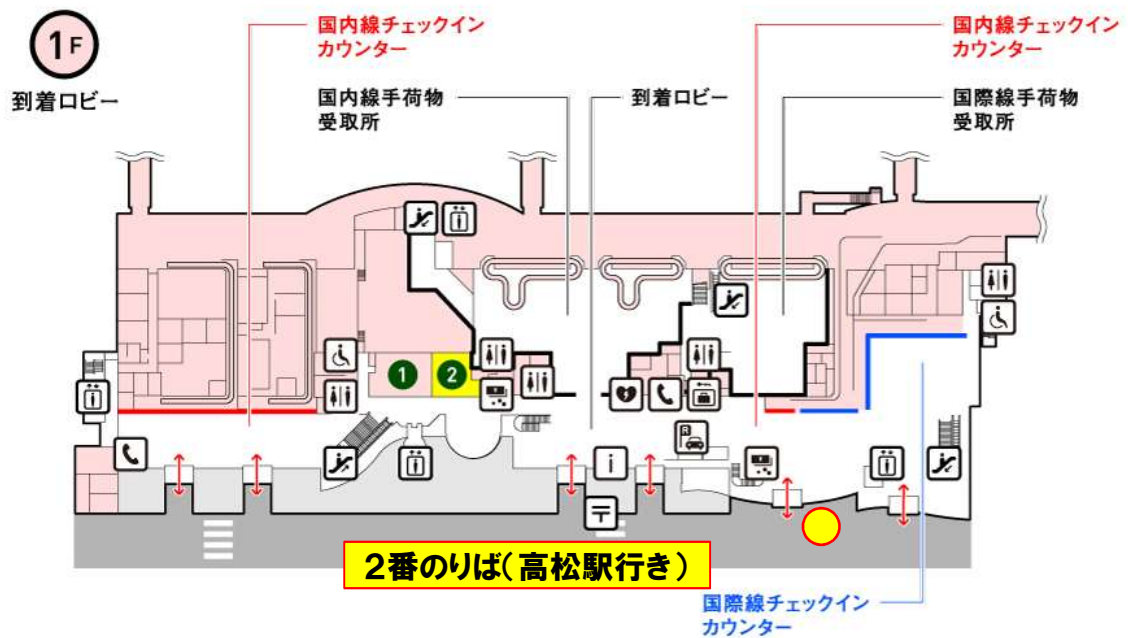 1F
到着ロビー
国内線チェックイン
カウンター
国内線手荷物
受取所
到着ロビー
国内線チェックイン
カウンター
国際線手荷物
受取所
1
2
R
i
〒
2番のりば(高松駅行き)
国際線チェックイン
カウンター